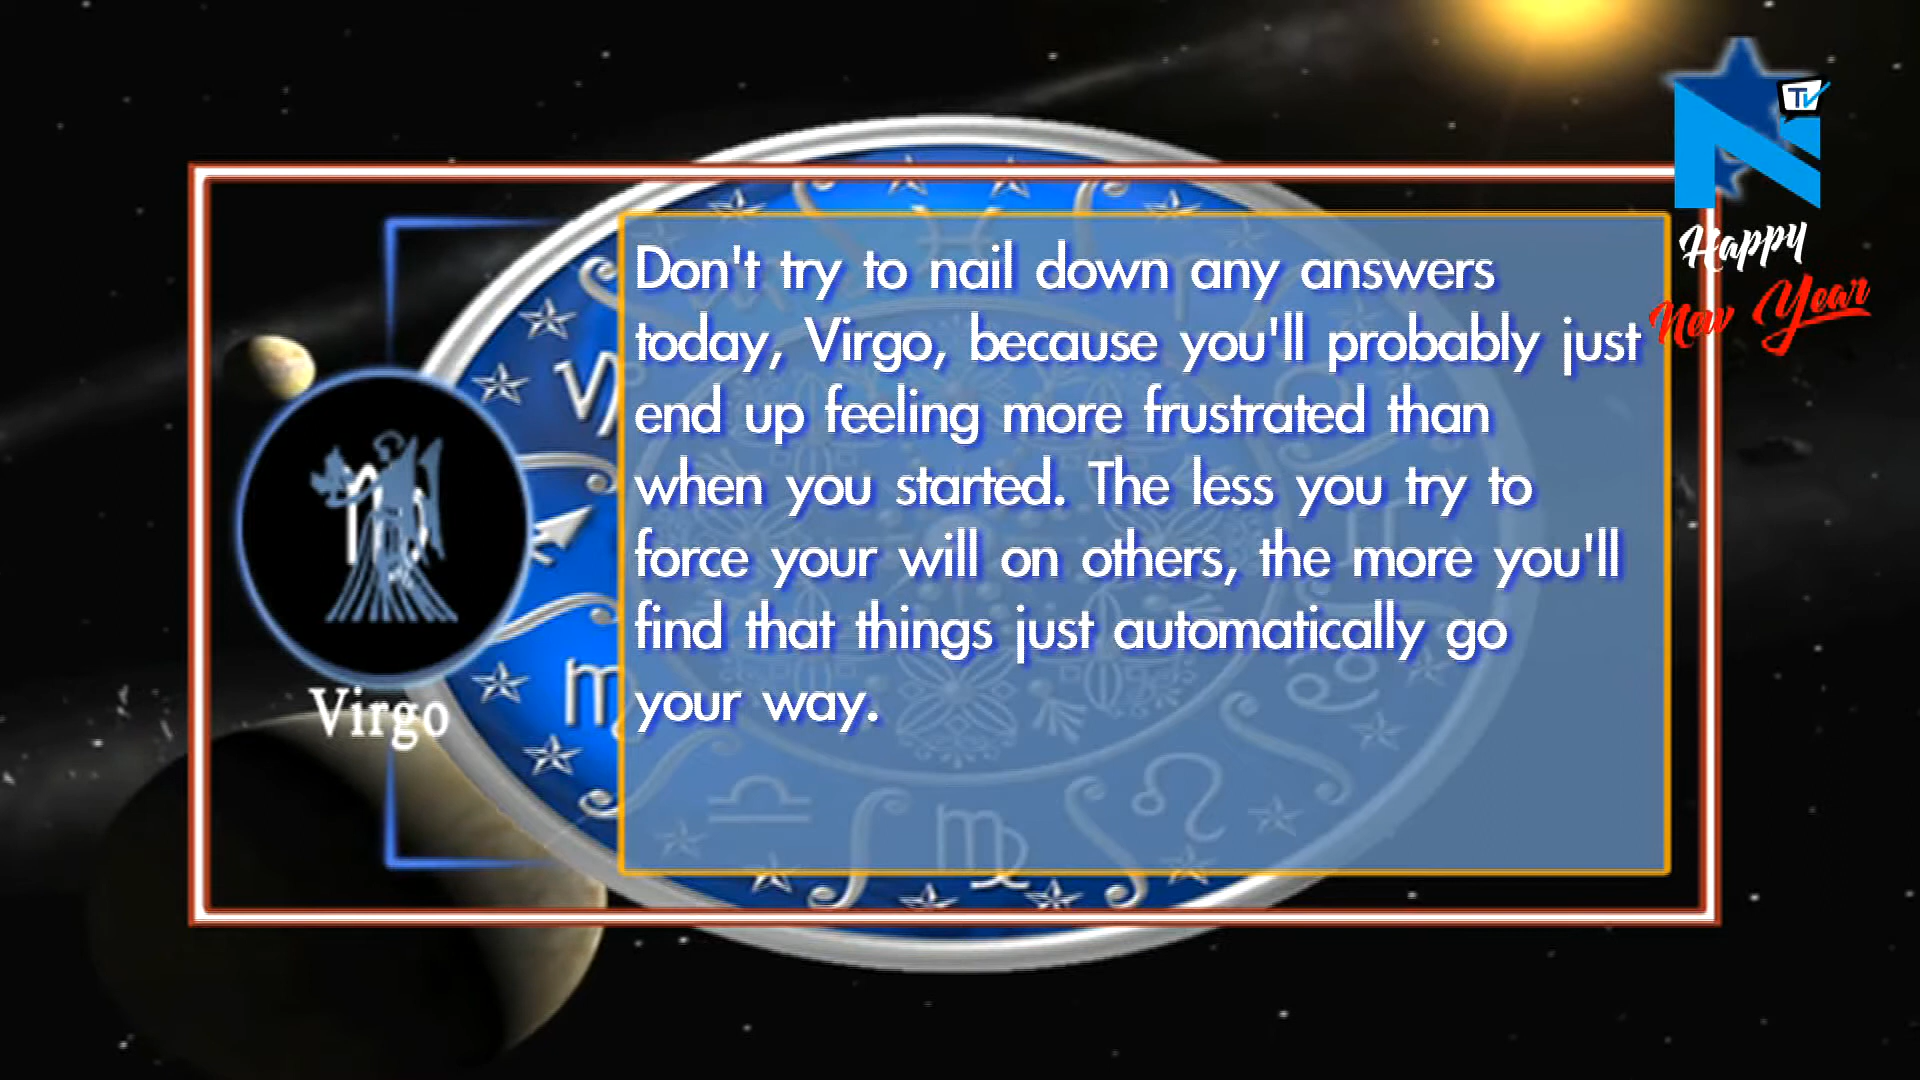 Don't try to nail down any answers
today, Virgo, because you'll probably just
end up feeling more frustrated than
when you started. The less you try to
force your will on others, the more you'll
find that things just automatically go
your way.
Virgo
N TV
Happy
New Year